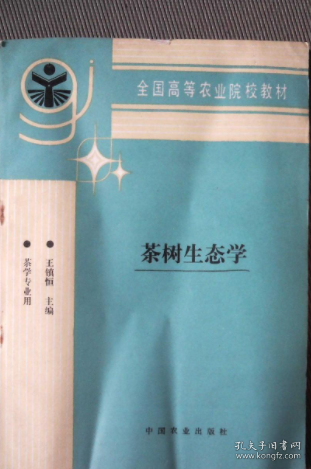 全国高等农业院校教材
茶树生态学
●王镇恒 主编
●茶学专业用
中国农业出版社
孔夫子旧书网
book.kongfz.com